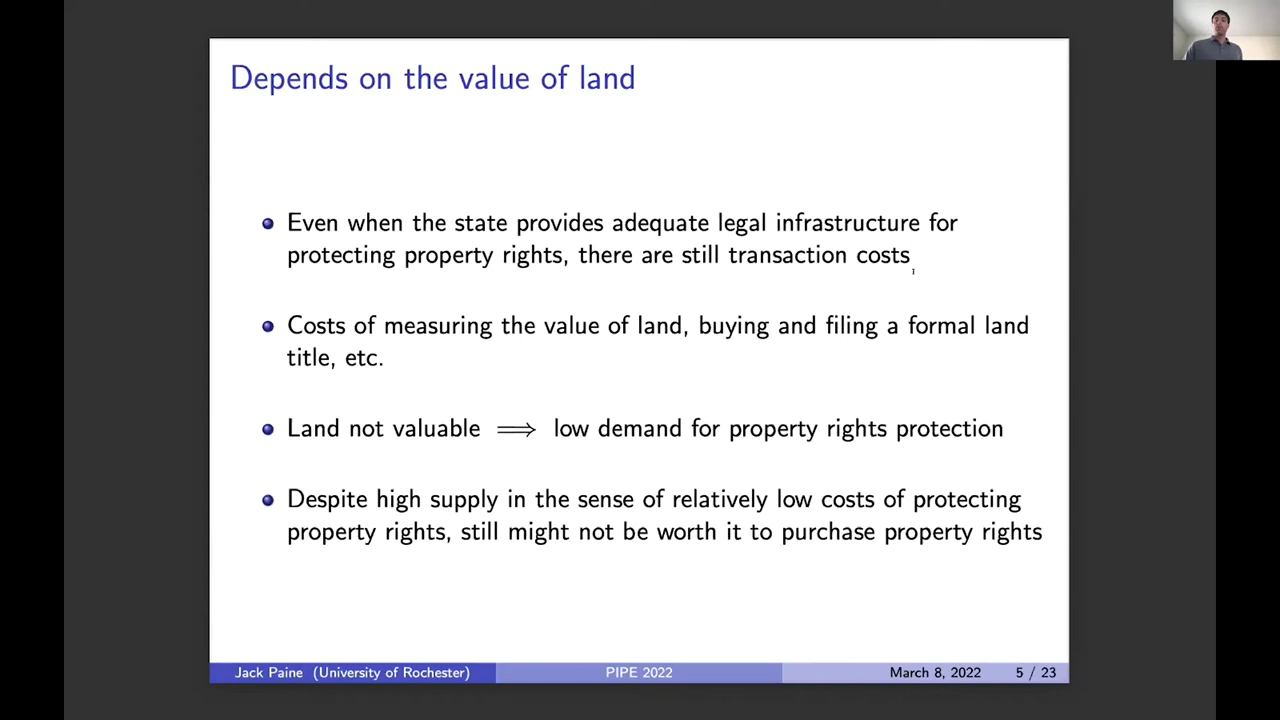 Depends on the value of land
Even when the state provides adequate legal infrastructure for
protecting property rights, there are still transaction costs
Costs of measuring the value of land, buying and filing a formal land
title, etc.
Land not valuable ⟹ low demand for property rights protection
Despite high supply in the sense of relatively low costs of protecting
property rights, still might not be worth it to purchase property rights
Jack Paine (University of Rochester) PIPE 2022 March 8, 2022 5 / 23